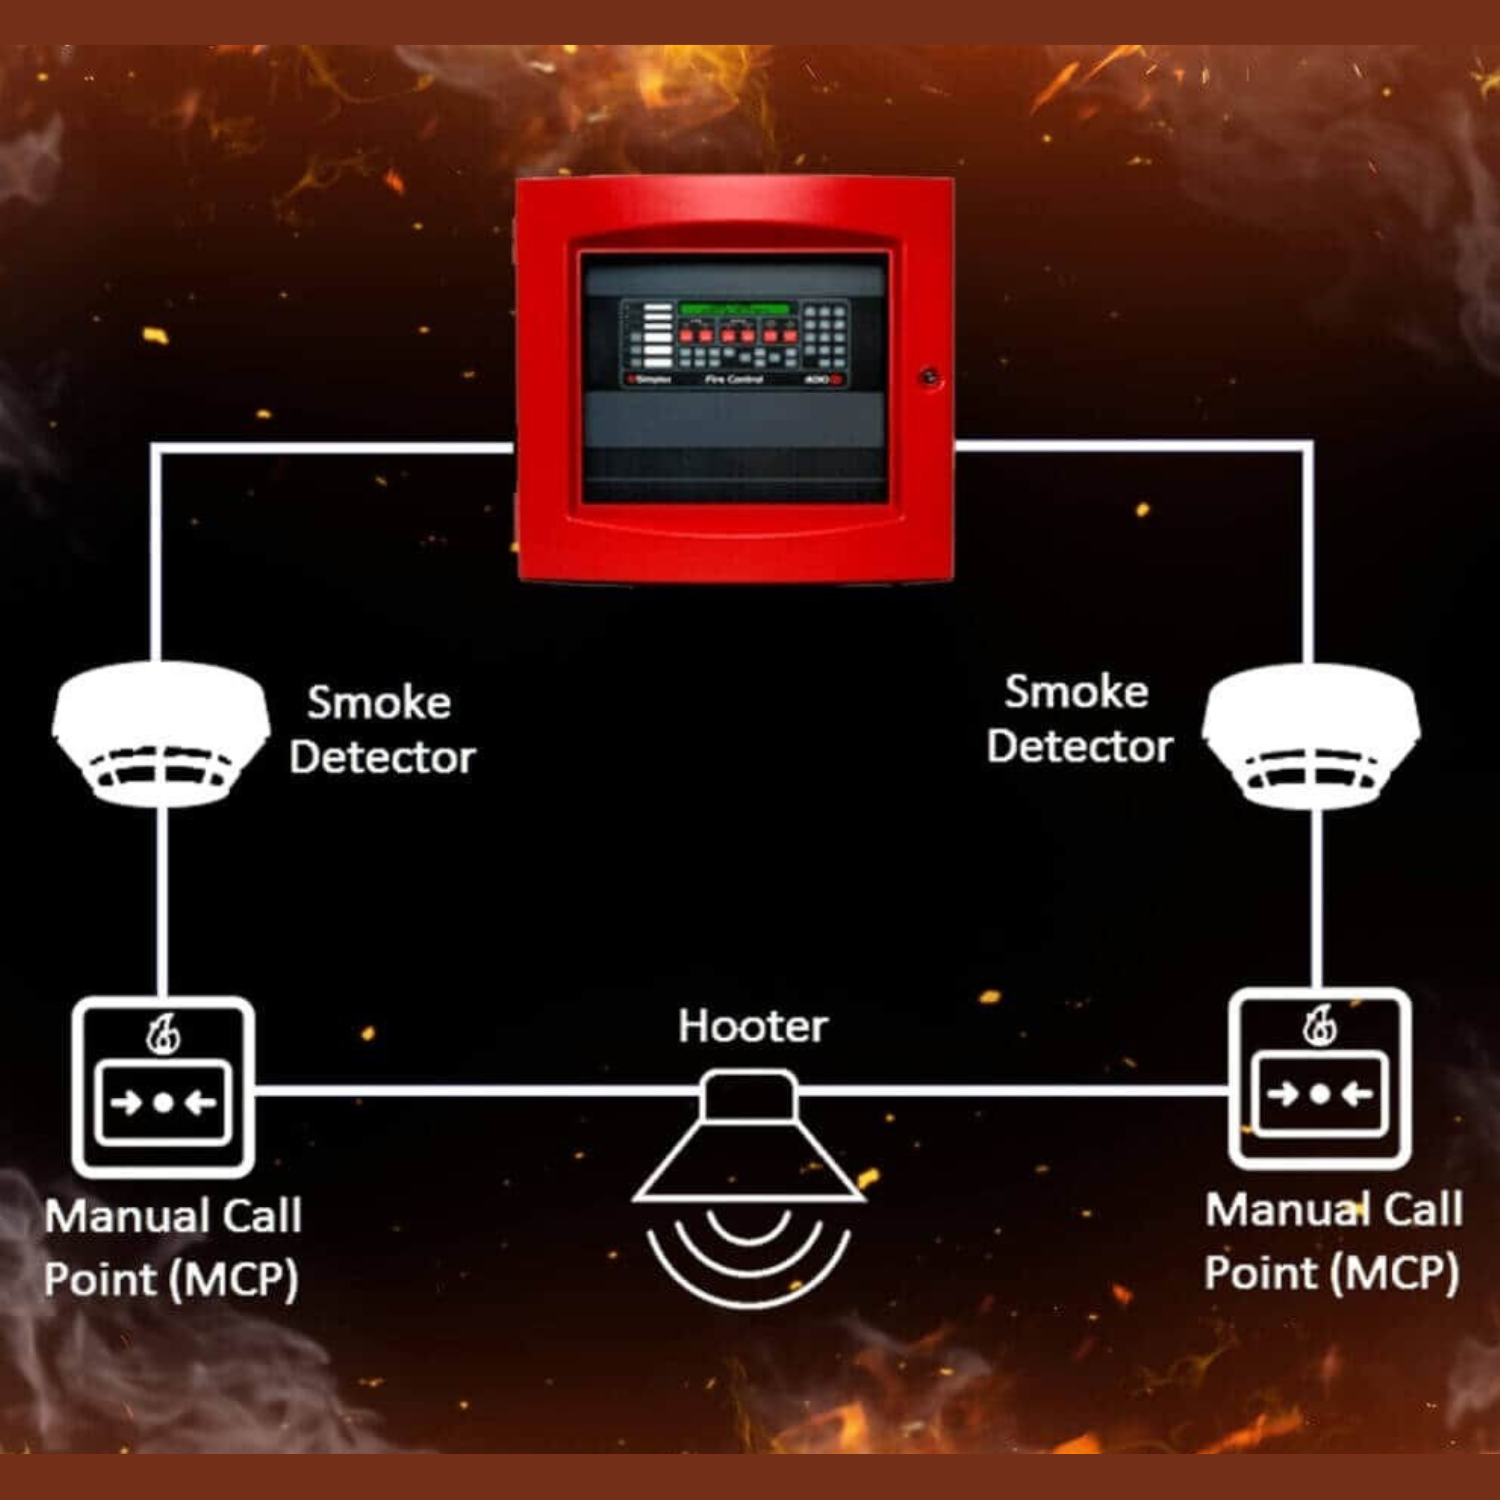 Simplex Fire Control 4010
Smoke
Detector
Smoke
Detector
Hooter
Manual Call
Point (MCP)
Manual Call
Point (MCP)